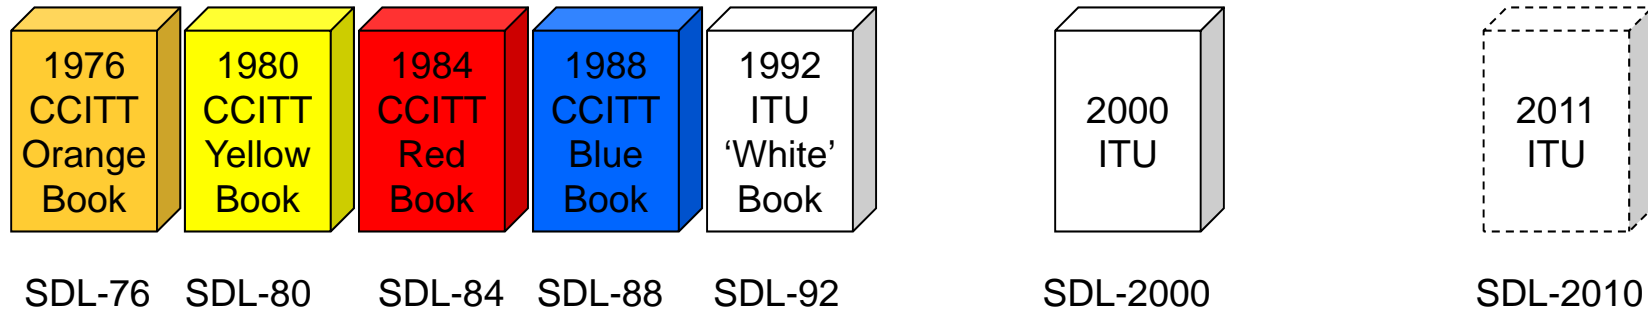 1976
CCITT
Orange
Book
1980
CCITT
Yellow
Book
1984
CCITT
Red
Book
1988
CCITT
Blue
Book
1992
ITU
‘White’
Book
2000
ITU
2011
ITU
SDL-76 SDL-80 SDL-84 SDL-88 SDL-92 SDL-2000 SDL-2010